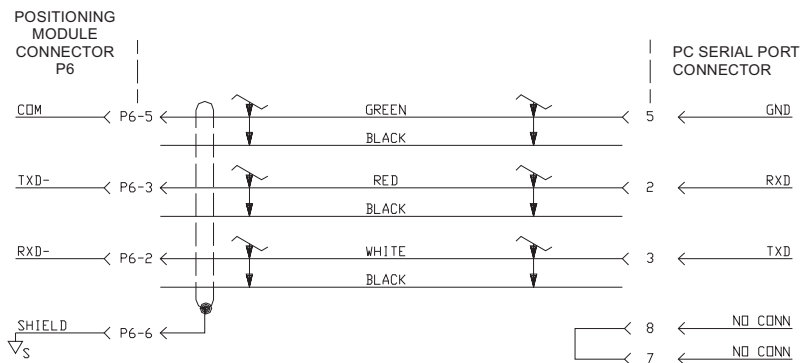 POSITIONING
MODULE
CONNECTOR
P6
PC SERIAL PORT
CONNECTOR
COM P6-5 GREEN 5 GND
BLACK
TXD- P6-3 RED 2 RXD
BLACK
RXD- P6-2 WHITE 3 TXD
BLACK
SHIELD P6-6 8 NO CONN
S 7 NO CONN